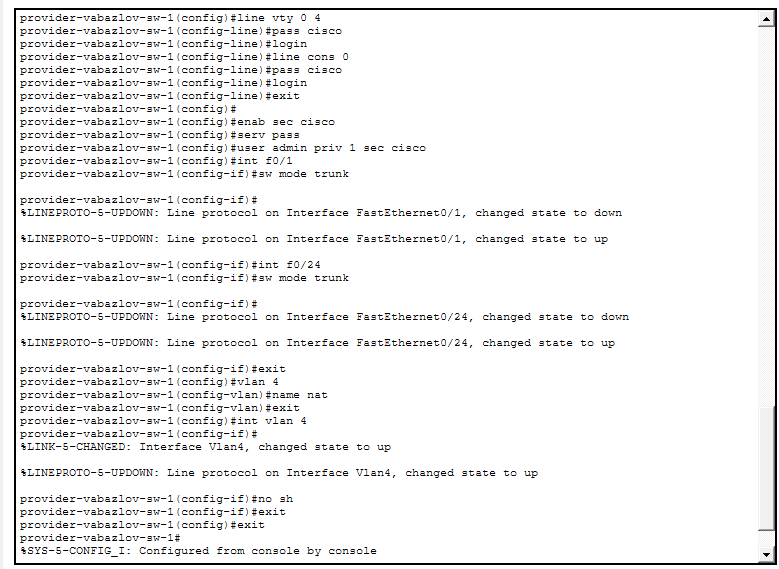 provider-vabazlov-sw-1(config)#line vty 0 4
provider-vabazlov-sw-1(config-line)#pass cisco
provider-vabazlov-sw-1(config-line)#login
provider-vabazlov-sw-1(config-line)#line cons 0
provider-vabazlov-sw-1(config-line)#pass cisco
provider-vabazlov-sw-1(config-line)#login
provider-vabazlov-sw-1(config-line)#exit
provider-vabazlov-sw-1(config)#
provider-vabazlov-sw-1(config)#enab sec cisco
provider-vabazlov-sw-1(config)#serv pass
provider-vabazlov-sw-1(config)#user admin priv 1 sec cisco
provider-vabazlov-sw-1(config)#int f0/1
provider-vabazlov-sw-1(config-if)#sw mode trunk
provider-vabazlov-sw-1(config-if)#
%LINEPROTO-5-UPDOWN: Line protocol on Interface FastEthernet0/1, changed state to down
%LINEPROTO-5-UPDOWN: Line protocol on Interface FastEthernet0/1, changed state to up
provider-vabazlov-sw-1(config-if)#int f0/24
provider-vabazlov-sw-1(config-if)#sw mode trunk
provider-vabazlov-sw-1(config-if)#
%LINEPROTO-5-UPDOWN: Line protocol on Interface FastEthernet0/24, changed state to down
%LINEPROTO-5-UPDOWN: Line protocol on Interface FastEthernet0/24, changed state to up
provider-vabazlov-sw-1(config-if)#exit
provider-vabazlov-sw-1(config)#vlan 4
provider-vabazlov-sw-1(config-vlan)#name nat
provider-vabazlov-sw-1(config-vlan)#exit
provider-vabazlov-sw-1(config)#int vlan 4
provider-vabazlov-sw-1(config-if)#
%LINK-5-CHANGED: Interface Vlan4, changed state to up
%LINEPROTO-5-UPDOWN: Line protocol on Interface Vlan4, changed state to up
provider-vabazlov-sw-1(config-if)#no sh
provider-vabazlov-sw-1(config-if)#exit
provider-vabazlov-sw-1(config)#exit
provider-vabazlov-sw-1#
%SYS-5-CONFIG_I: Configured from console by console